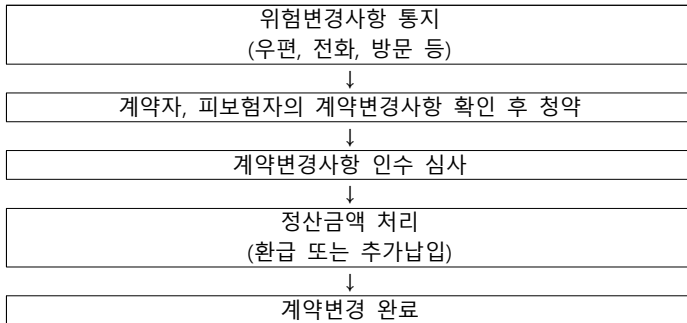 위험변경사항 통지
(우편, 전화, 방문 등)
↓
계약자, 피보험자의 계약변경사항 확인 후 청약
↓
계약변경사항 인수 심사
↓
정산금액 처리
(환급 또는 추가납입)
↓
계약변경 완료